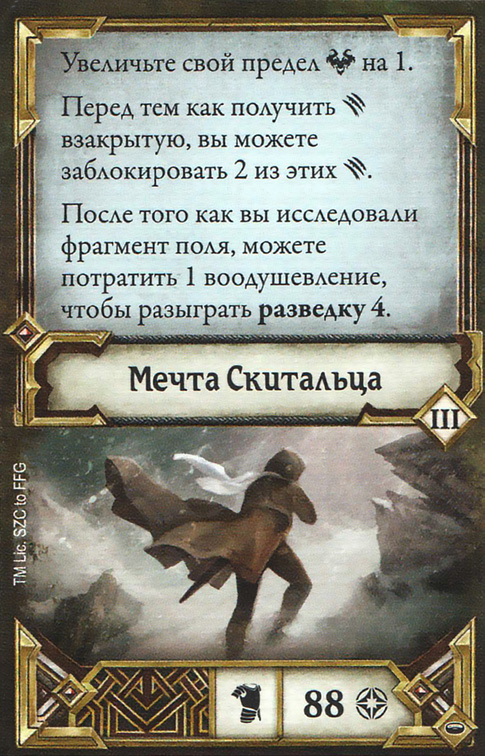 Увеличьте свой предел на 1.
Перед тем как получить
взакрытую, вы можете
заблокировать 2 из этих .
После того как вы исследовали
фрагмент поля, можете
потратить 1 воодушевление,
чтобы разыграть разведку 4.
Мечта Скитальца
III
TM Lic. SZC to FFG
88